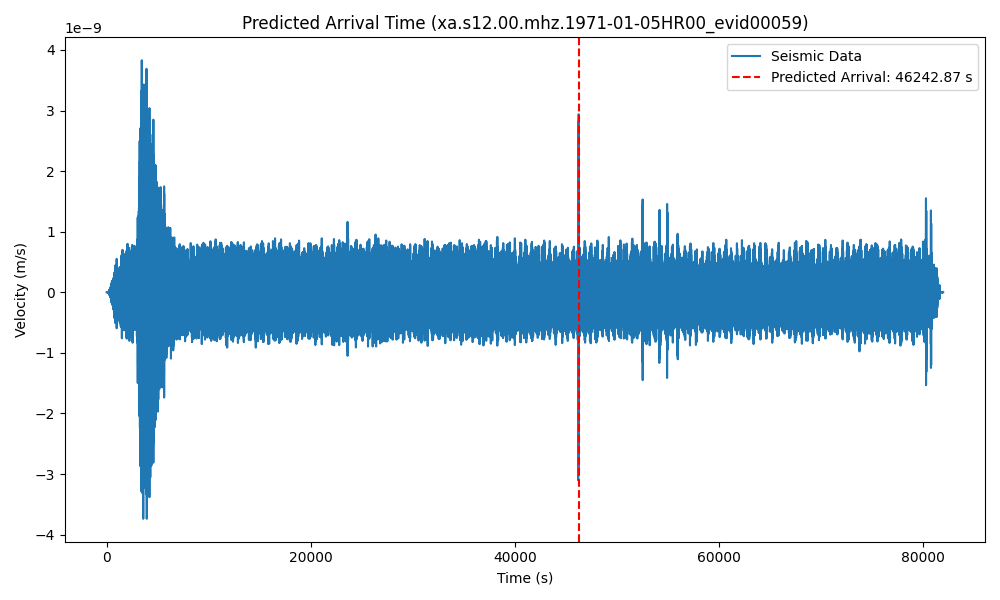 Predicted Arrival Time (xa.s12.00.mhz.1971-01-05HR00_evid00059)
1e−9
Seismic Data
Predicted Arrival: 46242.87 s
4
3
2
1
0
−1
−2
−3
−4
Velocity (m/s)
0 20000 40000 60000 80000
Time (s)